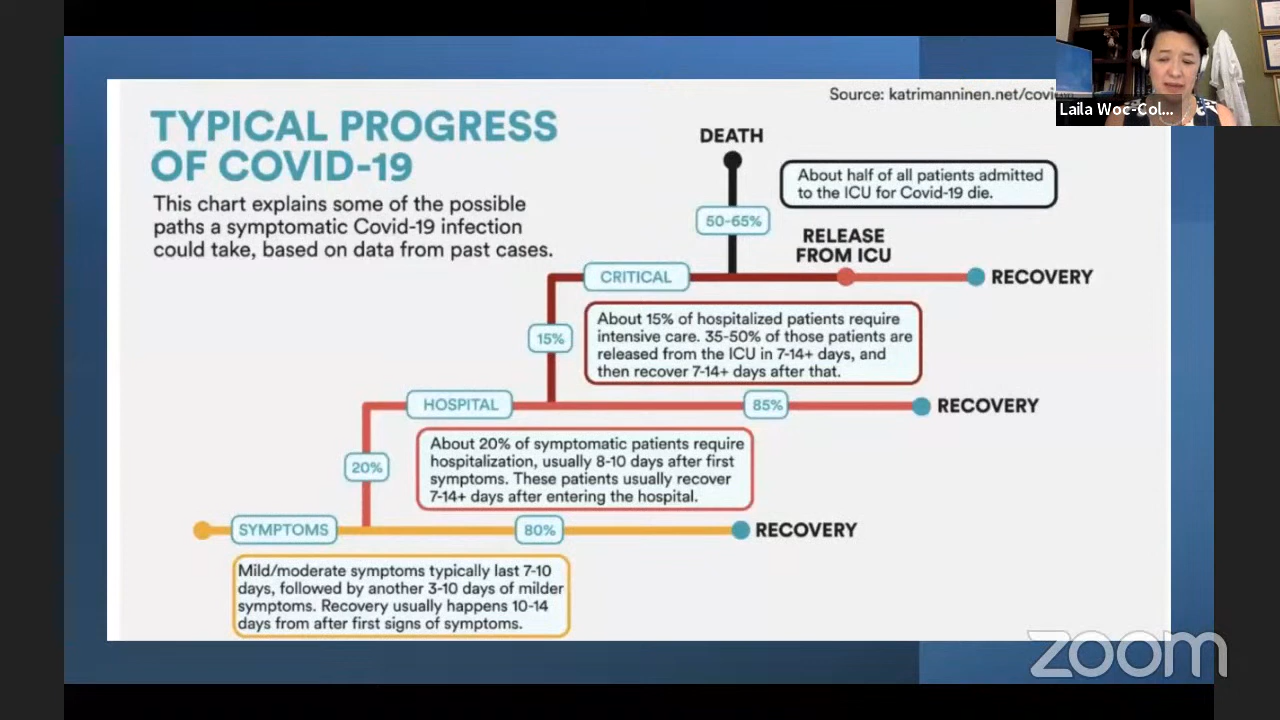 Source: katrimanninen.net/covi
Laila Woc-Col...
TYPICAL PROGRESS
OF COVID-19
This chart explains some of the possible
paths a symptomatic Covid-19 infection
could take, based on data from past cases.
DEATH
About half of all patients admitted
to the ICU for Covid-19 die.
50-65%
RELEASE
FROM ICU
CRITICAL
RECOVERY
About 15% of hospitalized patients require
intensive care. 35-50% of those patients are
released from the ICU in 7-14+ days, and
then recover 7-14+ days after that.
15%
HOSPITAL
85%
RECOVERY
About 20% of symptomatic patients require
hospitalization, usually 8-10 days after first
symptoms. These patients usually recover
7-14+ days after entering the hospital.
20%
SYMPTOMS
80%
RECOVERY
Mild/moderate symptoms typically last 7-10
days, followed by another 3-10 days of milder
symptoms. Recovery usually happens 10-14
days from after first signs of symptoms.
zoom